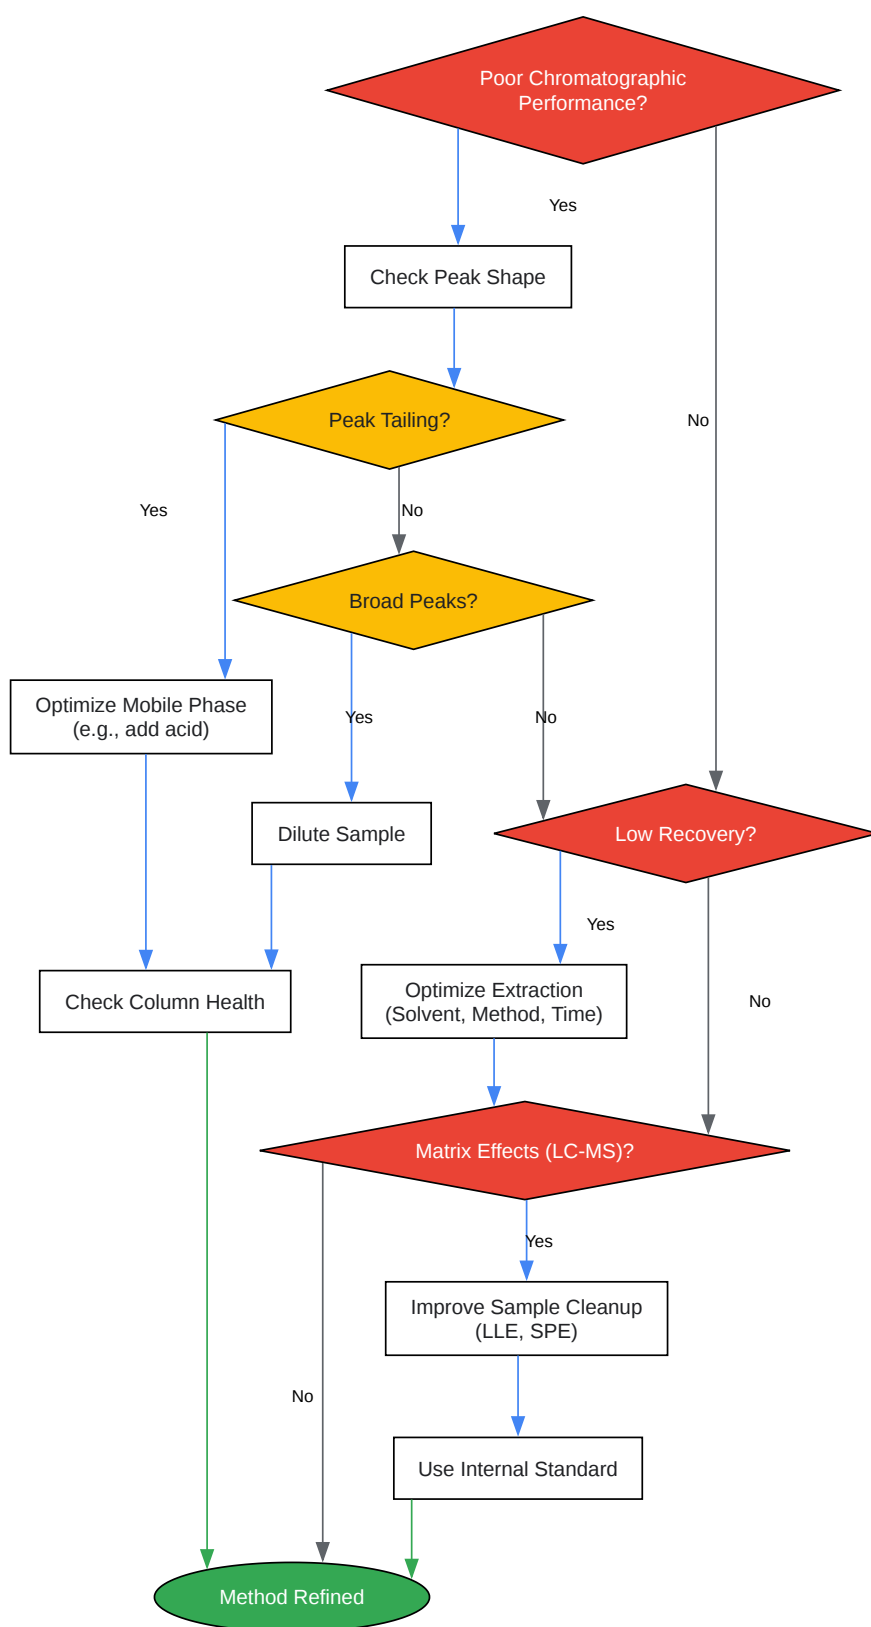 Poor Chromatographic
Performance?
Yes
Check Peak Shape
Peak Tailing?
No
Yes
No
Broad Peaks?
Optimize Mobile Phase
(e.g., add acid)
Yes
No
Dilute Sample
Low Recovery?
Yes
Check Column Health
Optimize Extraction
(Solvent, Method, Time)
No
Matrix Effects (LC-MS)?
Yes
Improve Sample Cleanup
(LLE, SPE)
No
Use Internal Standard
Method Refined